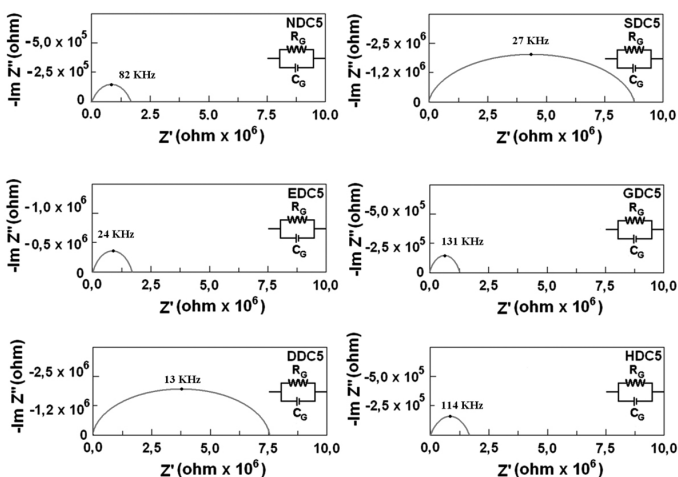 NDC5
R_G
C_G
82 KHz
-5,0 x 10^5
-2,5 x 10^5
0
-Im Z"(ohm)
0.0 2.5 5,0 7,5 10.0
Z' (ohm x 10^6)
SDC5
R_G
C_G
27 KHz
-2,5 x 10^6
-1,2 x 10^6
0
-Im Z"(ohm)
0,0 2,5 5,0 7,5 10,0
Z' (ohm x 10^6)
EDC5
R_G
C_G
24 KHz
-1,0 x 10^6
-0,5 x 10^6
0
-Im Z"(ohm)
0,0 2,5 5,0 7,5 10,0
Z' (ohm x 10^6)
GDC5
R_G
C_G
131 KHz
-5,0 x 10^5
-2,5 x 10^5
0
-Im Z"(ohm)
0,0 2,5 5,0 7,5 10,0
Z' (ohm x 10^6)
DDC5
R_G
C_G
13 KHz
-2,5 x 10^6
-1,2 x 10^6
0
-Im Z"(ohm)
0,0 2,5 5,0 7,5 10,0
Z' (ohm x 10^6)
HDC5
R_G
C_G
114 KHz
-5,0 x 10^5
-2,5 x 10^5
0
-Im Z" (ohm)
0,0 2,5 5,0 7,5 10,0
Z' (ohm x 10^6)